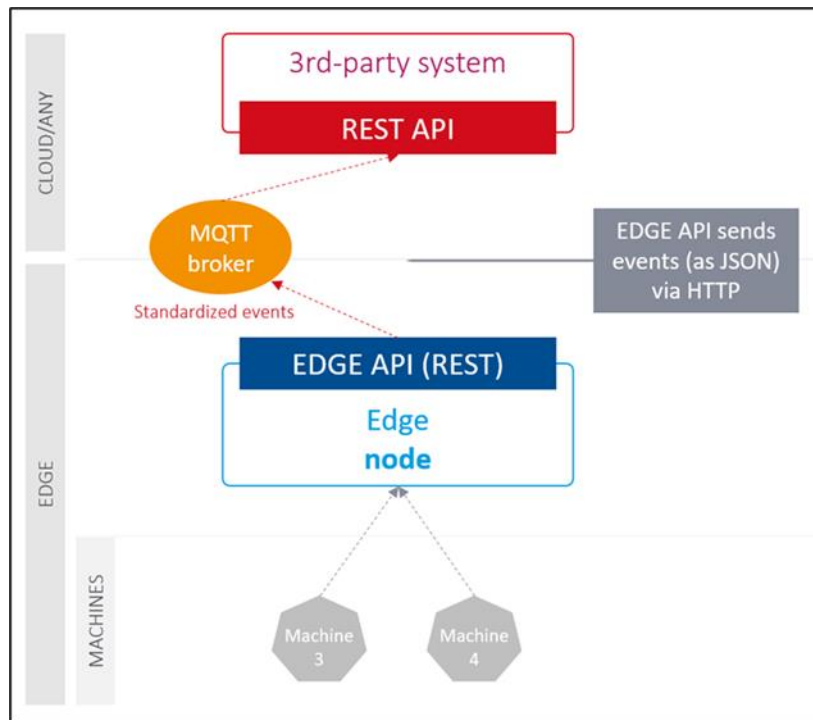 3rd-party system
REST API
CLOUD/ANY
MQTT
broker
EDGE API sends
events (as JSON)
via HTTP
Standardized events
EDGE API (REST)
Edge
node
EDGE
MACHINES
Machine
3
Machine
4